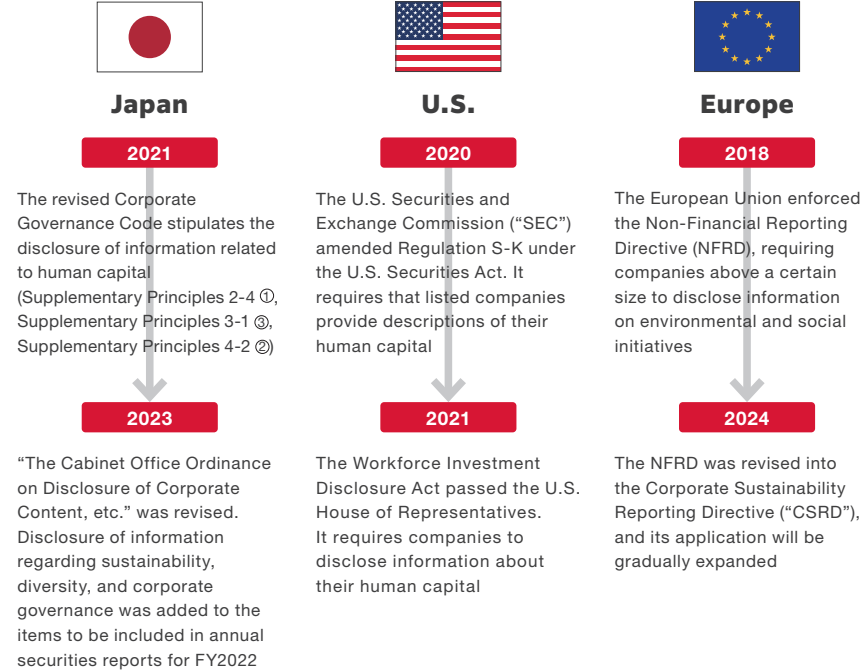 Japan
2021
The revised Corporate
Governance Code stipulates the
disclosure of information related
to human capital
(Supplementary Principles 2-4 ①,
Supplementary Principles 3-1 ③,
Supplementary Principles 4-2 ②)
2023
“The Cabinet Office Ordinance
on Disclosure of Corporate
Content, etc.” was revised.
Disclosure of information
regarding sustainability,
diversity, and corporate
governance was added to the
items to be included in annual
securities reports for FY2022
U.S.
2020
The U.S. Securities and
Exchange Commission (“SEC”)
amended Regulation S-K under
the U.S. Securities Act. It
requires that listed companies
provide descriptions of their
human capital
2021
The Workforce Investment
Disclosure Act passed the U.S.
House of Representatives.
It requires companies to
disclose information about
their human capital
Europe
2018
The European Union enforced
the Non-Financial Reporting
Directive (NFRD), requiring
companies above a certain
size to disclose information
on environmental and social
initiatives
2024
The NFRD was revised into
the Corporate Sustainability
Reporting Directive (“CSRD”),
and its application will be
gradually expanded